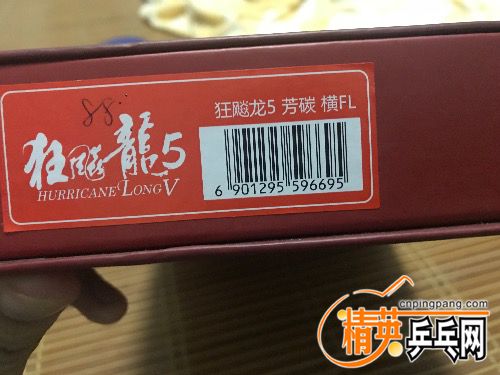 88.
狂飚龍5
HURRICANE LONG V
狂飚龙5 芳碳 横FL
6 901295 596695
cnpingpang.com
精英乒乓网